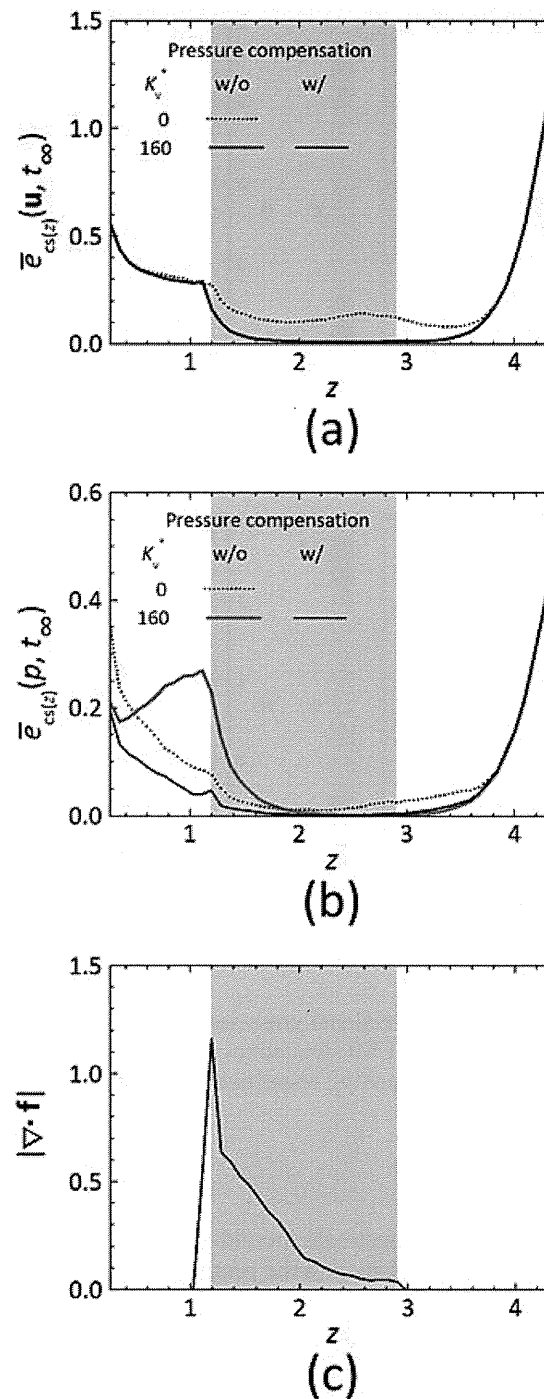 1.5
Pressure compensation
K_v^* w/o w/
0
160
1.0
0.5
0.0
ē_cs(z)(u, t_∞)
1 2 3 4
z
(a)
0.6
Pressure compensation
K_v^* w/o w/
0
160
0.4
0.2
0.0
ē_cs(z)(p, t_∞)
1 2 3 4
z
(b)
1.5
1.0
0.5
0.0
|∇·f|
1 2 3 4
z
(c)